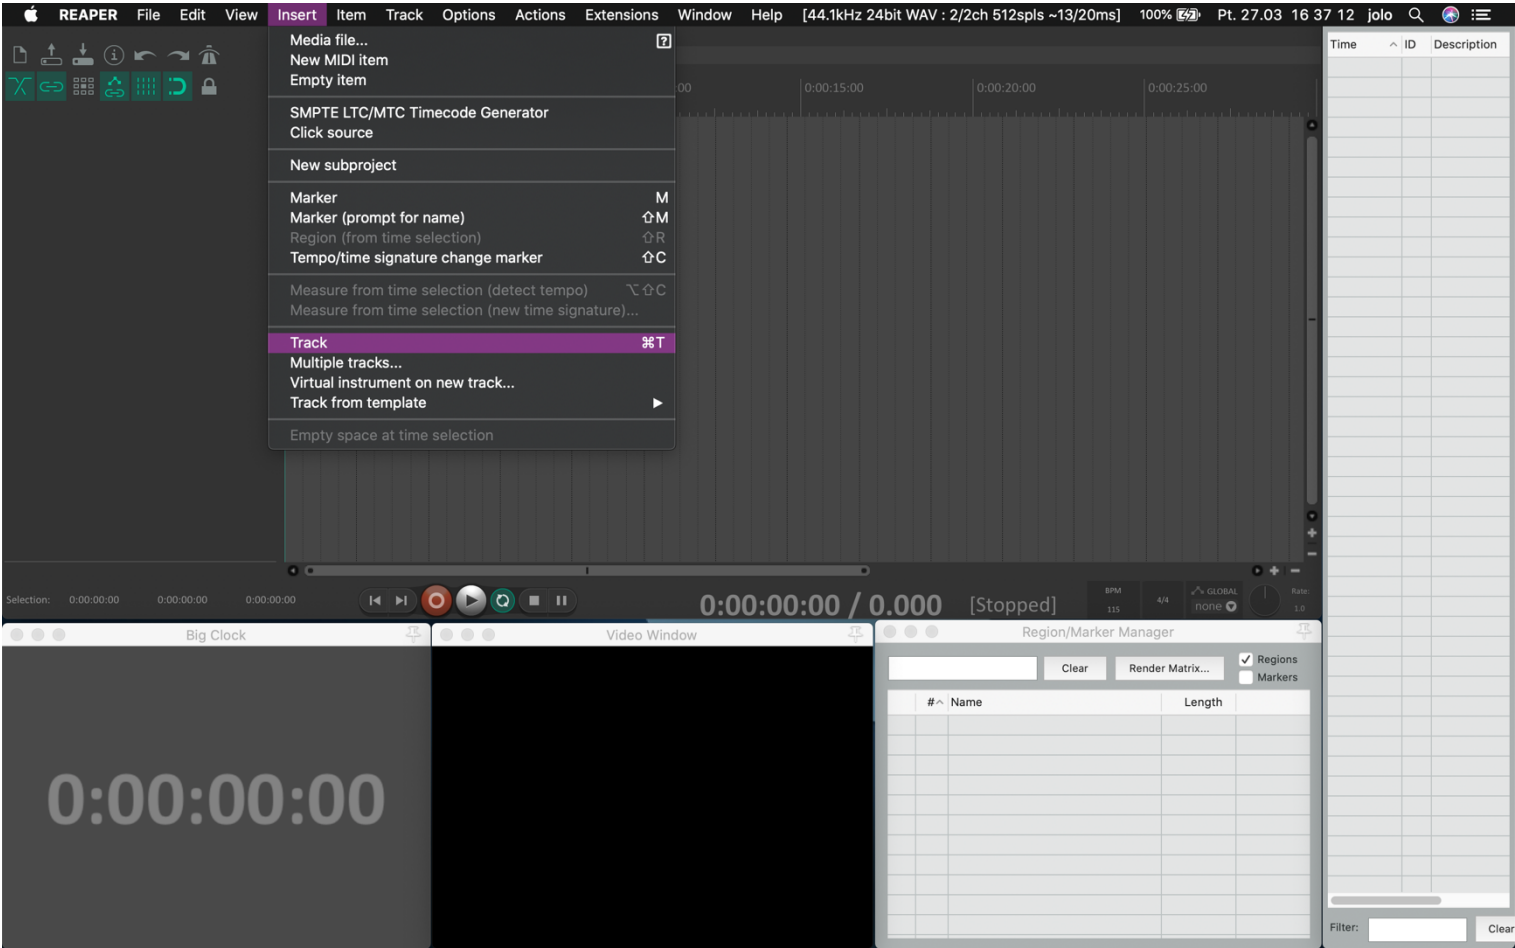 REAPER File Edit View Insert Item Track Options Actions Extensions Window Help [44.1kHz 24bit WAV : 2/2ch 512spls ~13/20ms] 100% Pt. 27.03 16 37 12 jolo
Media file... ?
New MIDI item
Empty item
SMPTE LTC/MTC Timecode Generator
Click source
New subproject
Marker M
Marker (prompt for name) ⇧M
Region (from time selection) ⇧R
Tempo/time signature change marker ⇧C
Measure from time selection (detect tempo) ⌥⇧C
Measure from time selection (new time signature)...
Track ⌘T
Multiple tracks...
Virtual instrument on new track...
Track from template ▶
Empty space at time selection
:00 0:00:15:00 0:00:20:00 0:00:25:00
Time ID Description
Selection: 0:00:00:00 0:00:00:00 0:00:00:00
0:00:00:00 / 0.000 [Stopped]
BPM
115
4/4
GLOBAL
none
Rate:
1.0
Big Clock
0:00:00:00
Video Window
Region/Marker Manager
Clear Render Matrix... Regions
Markers
# Name Length
Filter: Clear